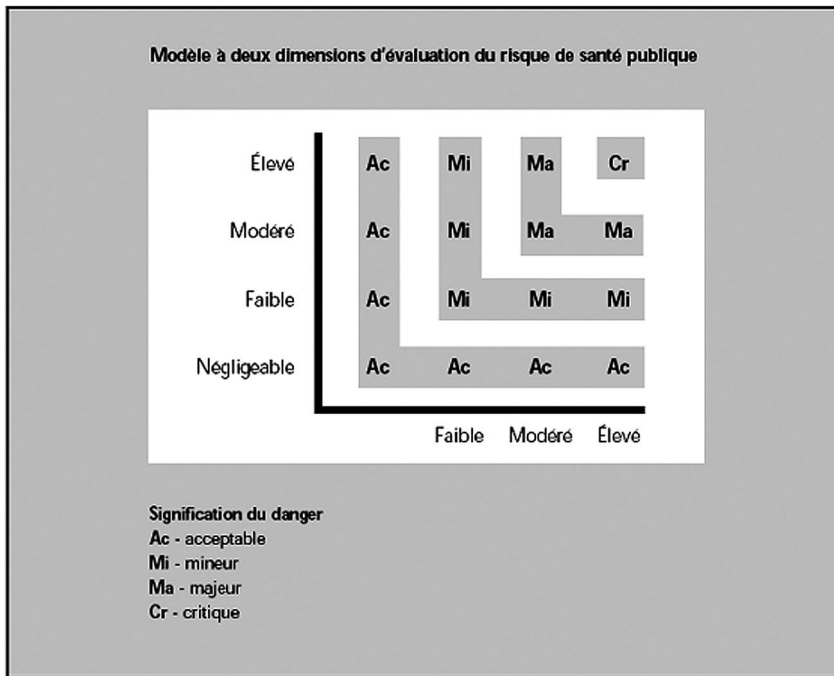 Modèle à deux dimensions d'évaluation du risque de santé publique
Élevé Ac Mi Ma Cr
Modéré Ac Mi Ma Ma
Faible Ac Mi Mi Mi
Négligeable Ac Ac Ac Ac
Faible Modéré Élevé
Signification du danger
Ac - acceptable
Mi - mineur
Ma - majeur
Cr - critique